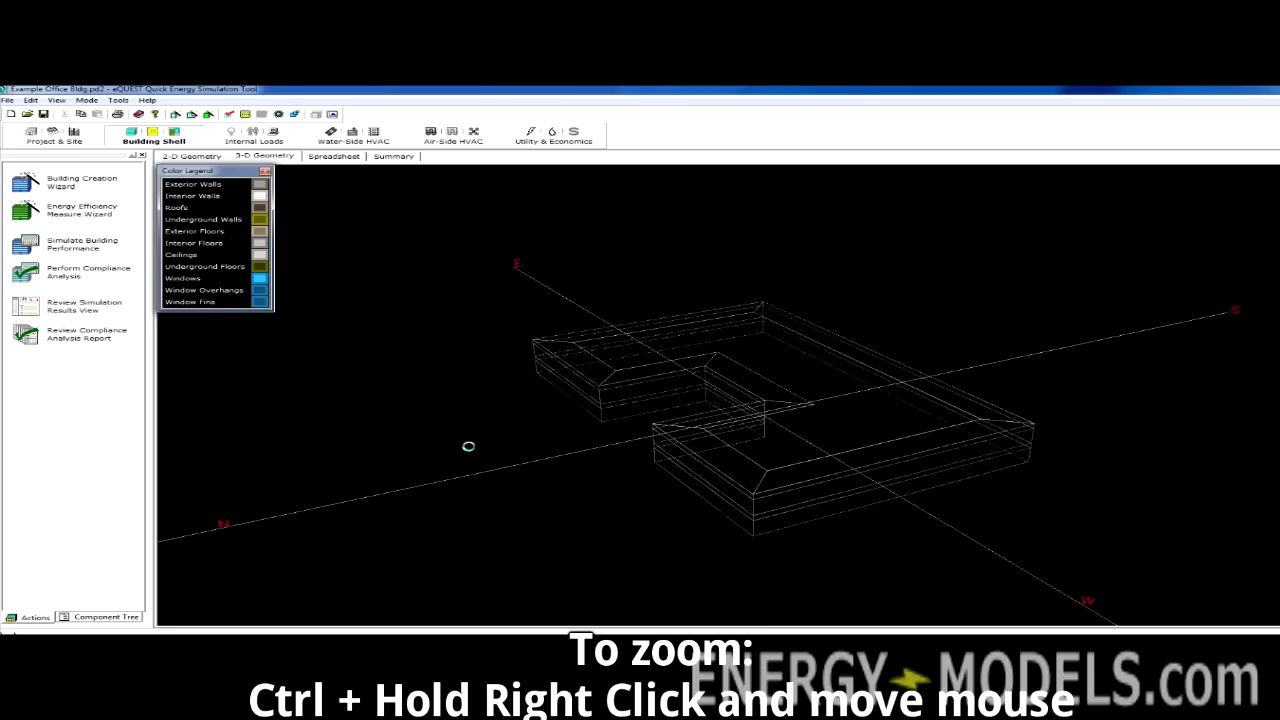 Example Office Bldg.pd2 - eQUEST Quick Energy Simulation Tool
File Edit View Mode Tools Help
Project & Site
Building Shell
Internal Loads
Water-Side HVAC
Air-Side HVAC
Utility & Economics
2-D Geometry
3-D Geometry
Spreadsheet
Summary
Building Creation
Wizard
Energy Efficiency
Measure Wizard
Simulate Building
Performance
Perform Compliance
Analysis
Review Simulation
Results View
Review Compliance
Analysis Report
Color Legend
Exterior Walls
Interior Walls
Roofs
Underground Walls
Exterior Floors
Interior Floors
Ceilings
Underground Floors
Windows
Window Overhangs
Window Fins
E
S
N
W
Actions
Component Tree
To zoom:
ENERGY MODELS.com
Ctrl + Hold Right Click and move mouse